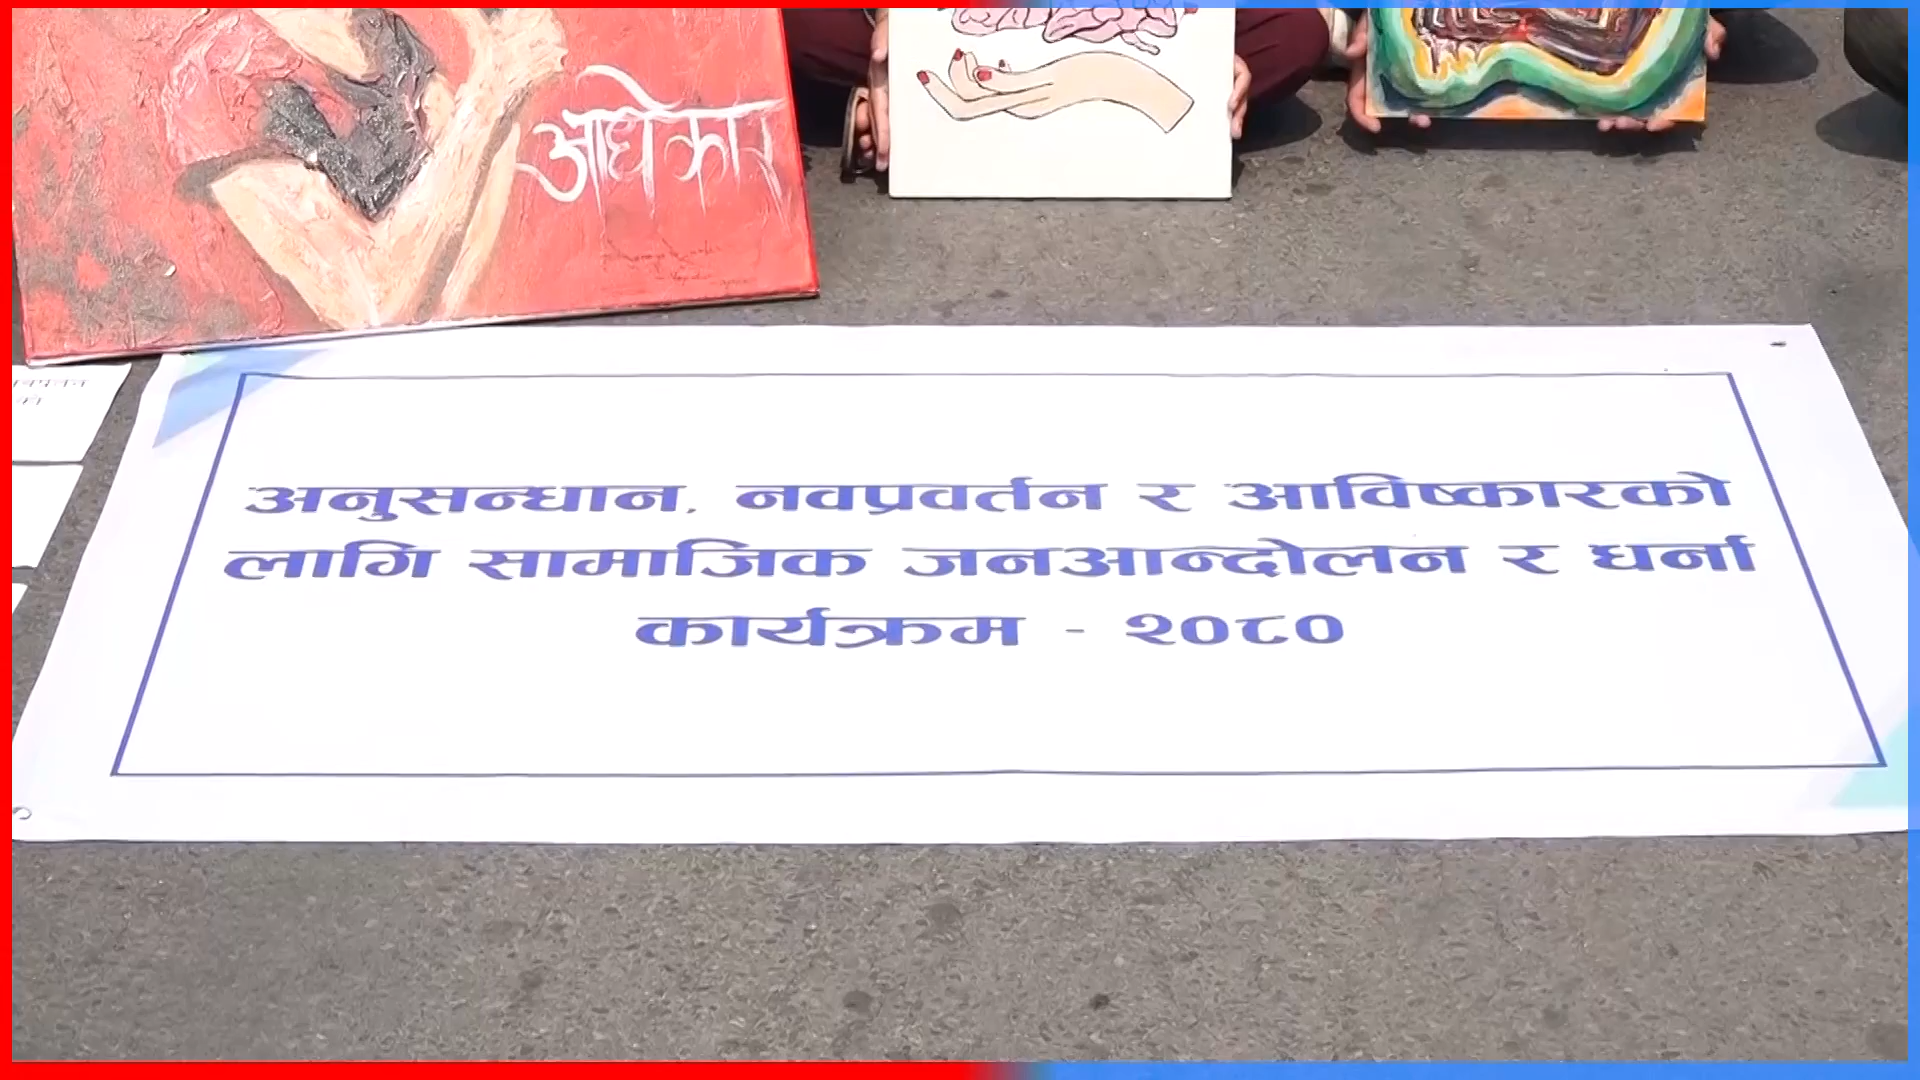 अधिकार
अनुसन्धान, नवप्रवर्तन र आविष्कारको
लागि सामाजिक जनआन्दोलन र धर्ना
कार्यक्रम - २०८०